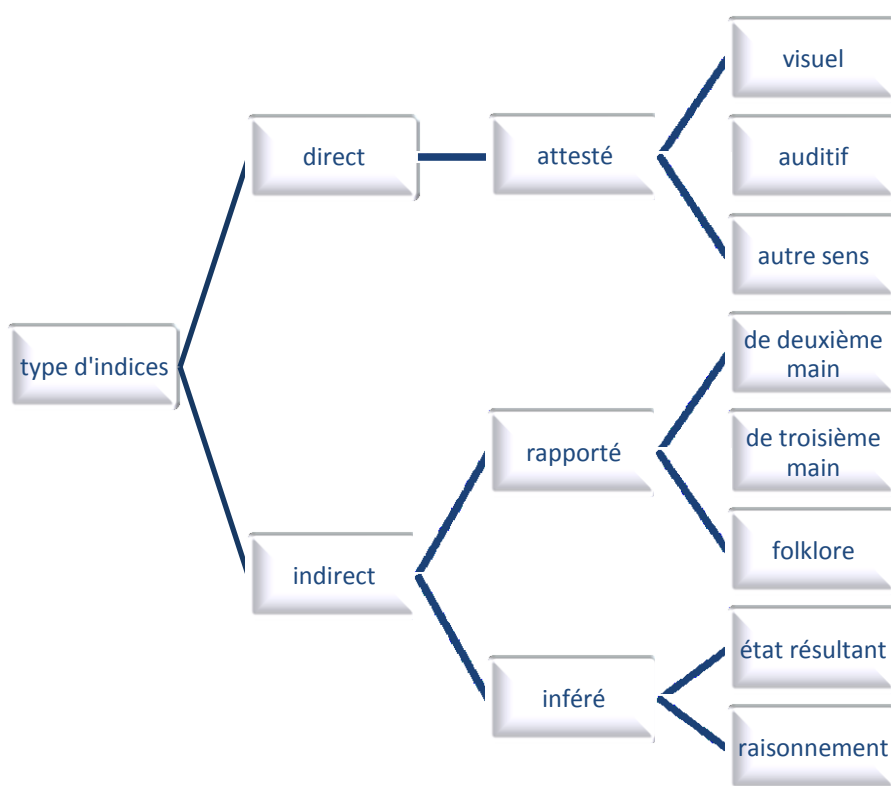 visuel
direct
attesté
auditif
autre sens
type d'indices
de deuxième
main
rapporté
de troisième
main
folklore
indirect
état résultant
inféré
raisonnement